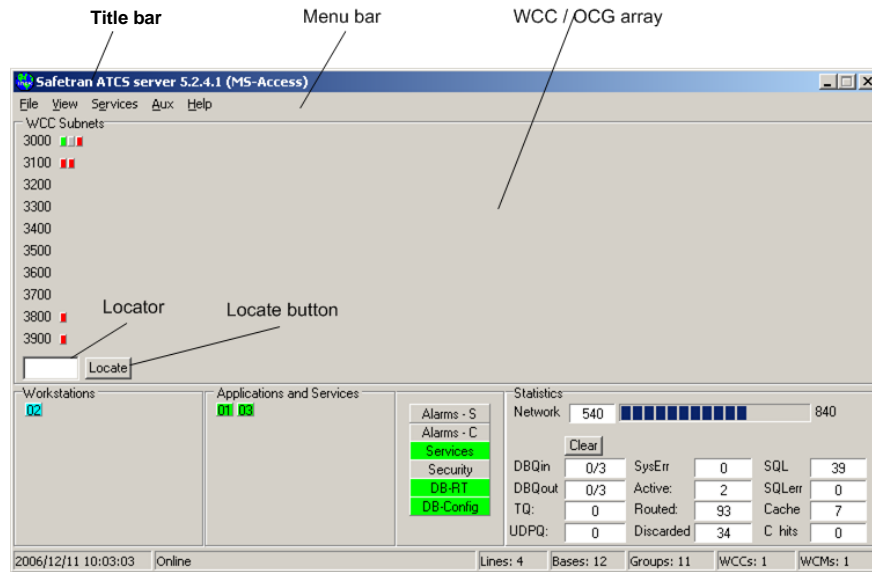 Title bar
Menu bar
WCC / OCG array
Safetran ATCS server 5.2.4.1 (MS-Access)
File View Services Aux Help
WCC Subnets
3000
3100
3200
3300
3400
3500
3600
3700
3800
3900
Locator
Locate button
Locate
Workstations
02
Applications and Services
01 03
Alarms - S
Alarms - C
Services
Security
DB-RT
DB-Config
Statistics
Network 540 840
Clear
DBQin 0/3 SysErr 0 SQL 39
DBQout 0/3 Active: 2 SQLerr 0
TQ: 0 Routed: 93 Cache 7
UDPQ: 0 Discarded 34 C hits 0
2006/12/11 10:03:03 Online Lines: 4 Bases: 12 Groups: 11 WCCs: 1 WCMs: 1